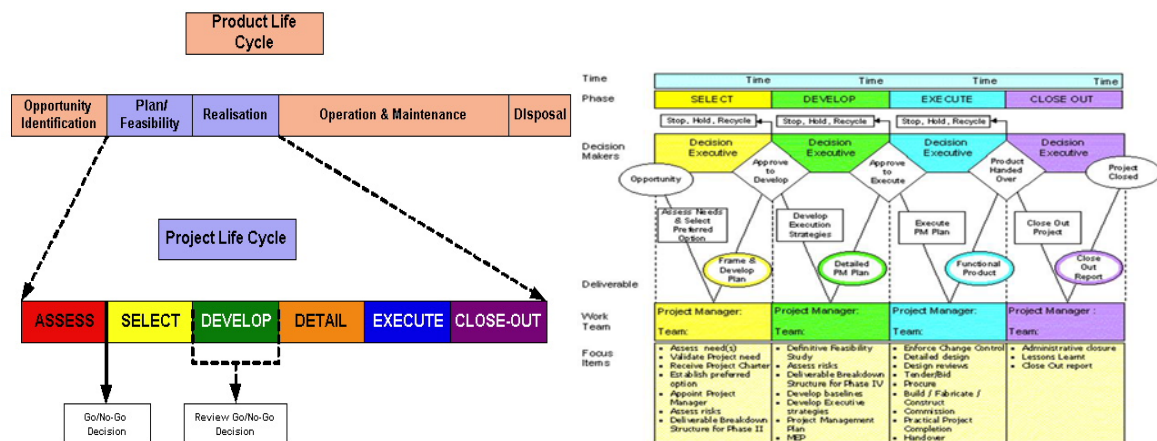 Product Life
Cycle
Opportunity
Identification
Plan/
Feasibility
Realisation
Operation & Maintenance
Disposal
Project Life Cycle
ASSESS
SELECT
DEVELOP
DETAIL
EXECUTE
CLOSE-OUT
Go/No-Go
Decision
Review Go/No-Go
Decision
Time
Time
Time
Time
Time
Phase
SELECT
DEVELOP
EXECUTE
CLOSE OUT
Stop, Hold, Recycle
Stop, Hold, Recycle
Stop, Hold, Recycle
Decision
Makers
Decision
Executive
Decision
Executive
Decision
Executive
Decision
Executive
Opportunity
Approve
to
Develop
Approve
to
Execute
Product
Handed
Over
Project
Closed
Assess Needs
& Select
Preferred
Option
Develop
Execution
Strategies
Execute
PM Plan
Close Out
Project
Frame &
Develop
Plan
Detailed
PM Plan
Functional
Product
Close
Out
Report
Deliverable
Work
Team
Project Manager:
Team:
Project Manager:
Team:
Project Manager:
Team:
Project Manager :
Team:
Focus
Items
• Assess need(s)
• Validate Project need
• Receive Project Charter
• Establish preferred
option
• Appoint Project
Manager
• Assess risks
• Deliverable Breakdown
Structure for Phase II
• Definitive Feasibility
Study
• Assess risks
• Deliverable Breakdown
Structure for Phase IV
• Develop baselines
• Develop Executive
strategies
• Project Management
Plan
• MEP
• Enforce Change Control
• Detailed design
• Design reviews
• Tender/Bid
• Procure
• Build / Fabricate /
Construct
• Commission
• Practical Project
Completion
• Handover
• Administrative closure
• Lessons Learnt
• Close Out report